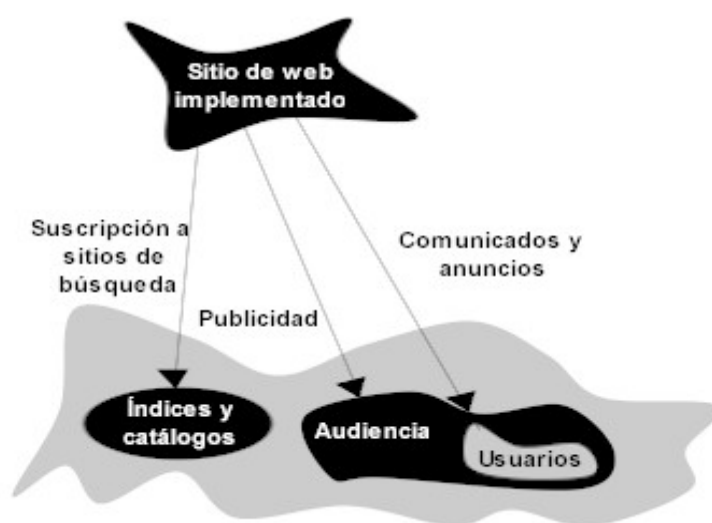 Sitio de web
implementado
Suscripción a
sitios de
búsqueda
Comunicados y
anuncios
Publicidad
Índices y
catálogos
Audiencia
Usuarios